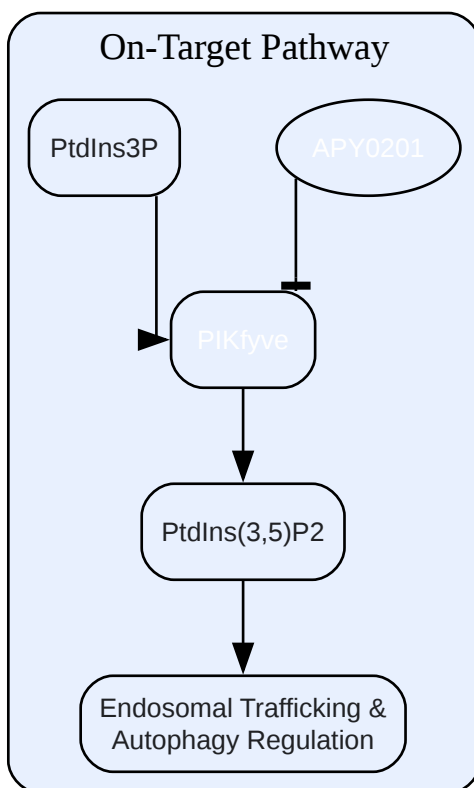 On-Target Pathway
PtdIns3P
APY0201
PIKfyve
PtdIns(3,5)P2
Endosomal Trafficking &
Autophagy Regulation